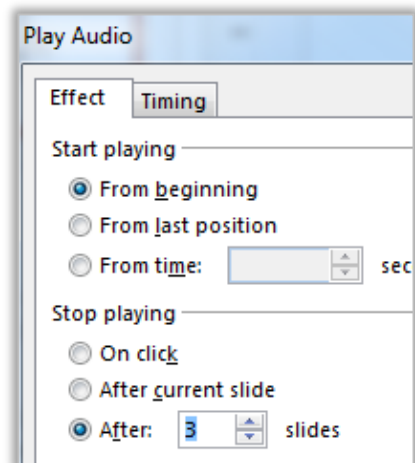 Play Audio
Effect Timing
Start playing
From beginning
From last position
From time: sec
Stop playing
On click
After current slide
After: 3 slides